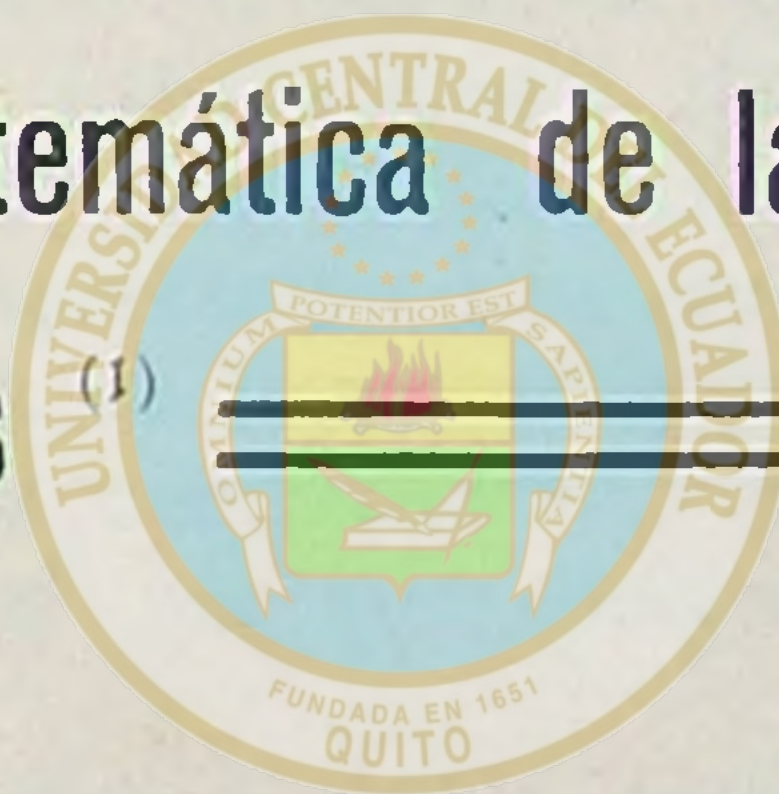 temática de la
(1)
UNIVERSIDAD CENTRAL DEL ECUADOR
OMNIUM POTENTIOR EST SAPIENTIA
FUNDADA EN 1651
QUITO